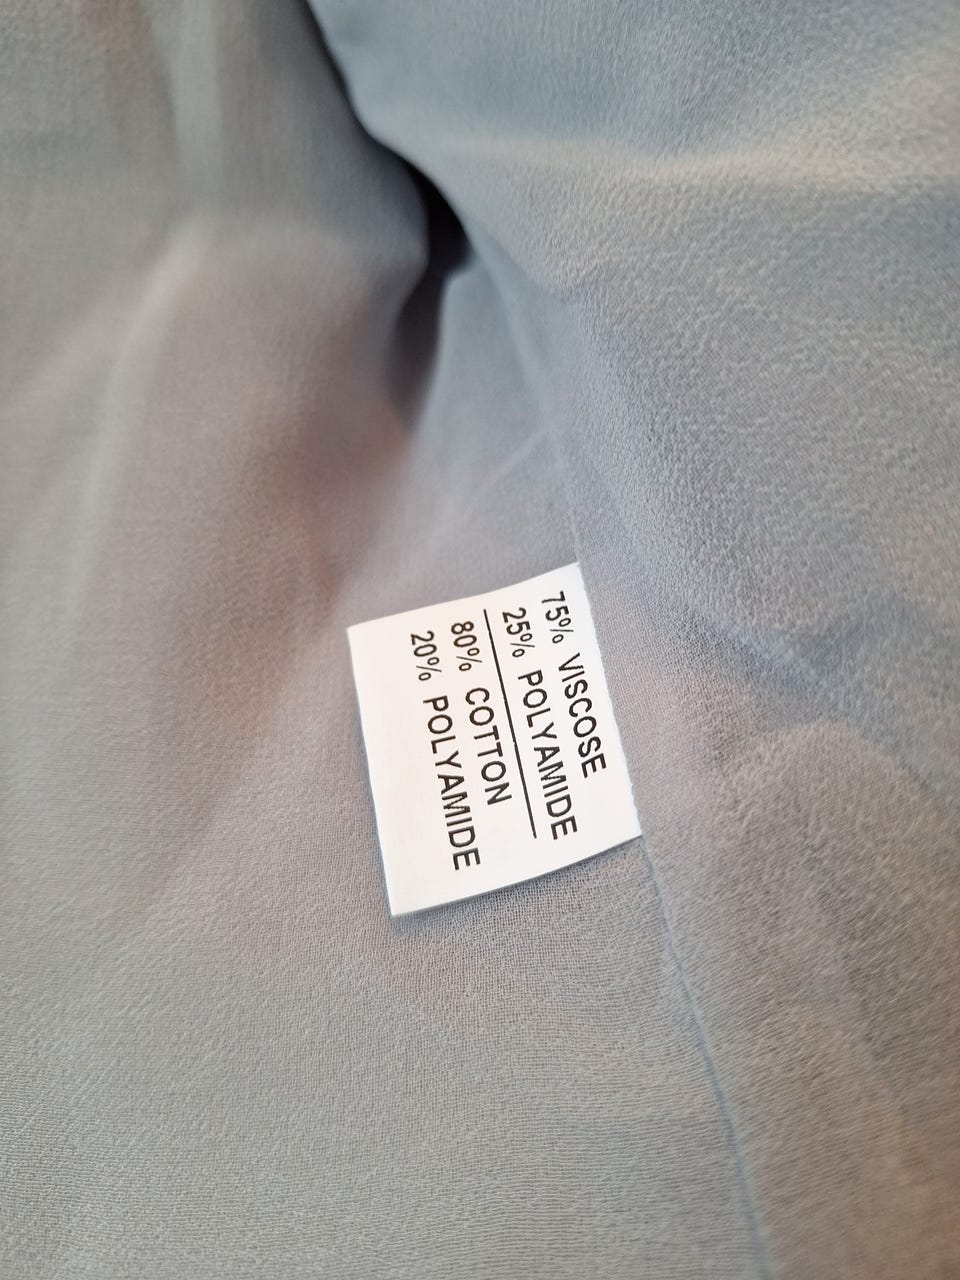 75% VISCOSE
25% POLYAMIDE
80% COTTON
20% POLYAMIDE